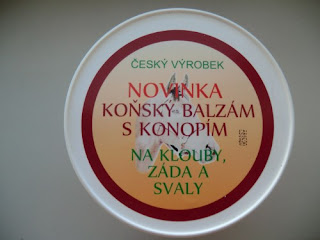 ČESKÝ VÝROBEK
NOVINKA
KOŇSKÝ BALZÁM
S KONOPÍM
NA KLOUBY,
ZÁDA A
SVALY